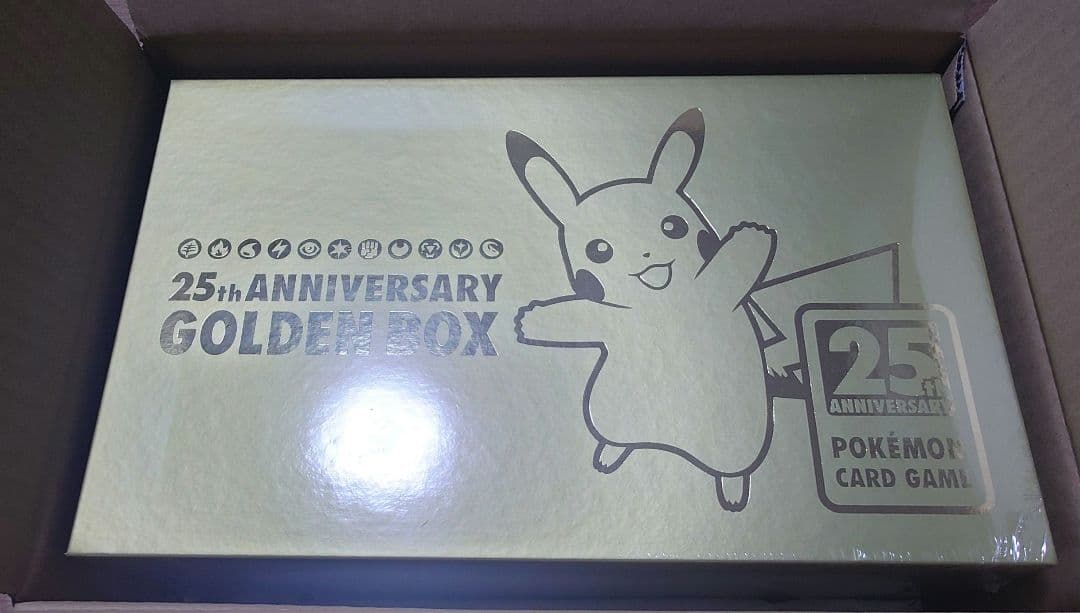 25th ANNIVERSARY
GOLDEN BOX
25th
ANNIVERSARY
POKÉMON
CARD GAME